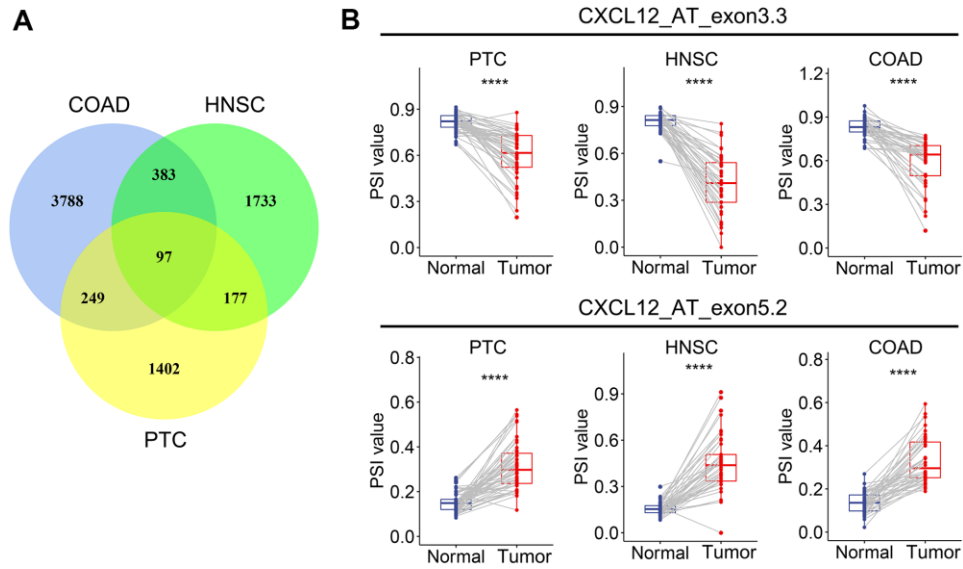 A
COAD
HNSC
3788
383
1733
97
249
177
1402
PTC
B
CXCL12_AT_exon3.3
PTC
HNSC
COAD
****
****
****
PSI value
0.9
0.6
0.3
0.0
Normal
Tumor
PSI value
0.9
0.6
0.3
0.0
Normal
Tumor
PSI value
1.2
0.9
0.6
0.3
0.0
Normal
Tumor
CXCL12_AT_exon5.2
PTC
HNSC
COAD
****
****
****
PSI value
0.8
0.6
0.4
0.2
0.0
Normal
Tumor
PSI value
0.9
0.6
0.3
0.0
Normal
Tumor
PSI value
0.8
0.6
0.4
0.2
0.0
Normal
Tumor